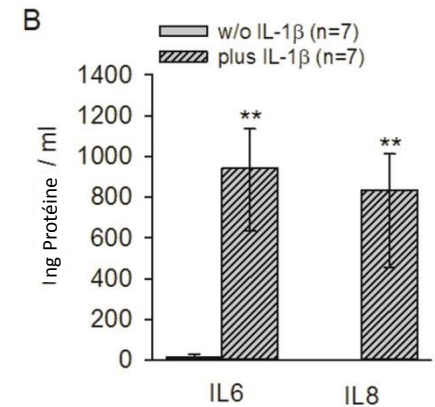 B
w/o IL-1β (n=7)
plus IL-1β (n=7)
Ing Protéine / ml
1400
1200
1000
800
600
400
200
0
**
**
IL6
IL8